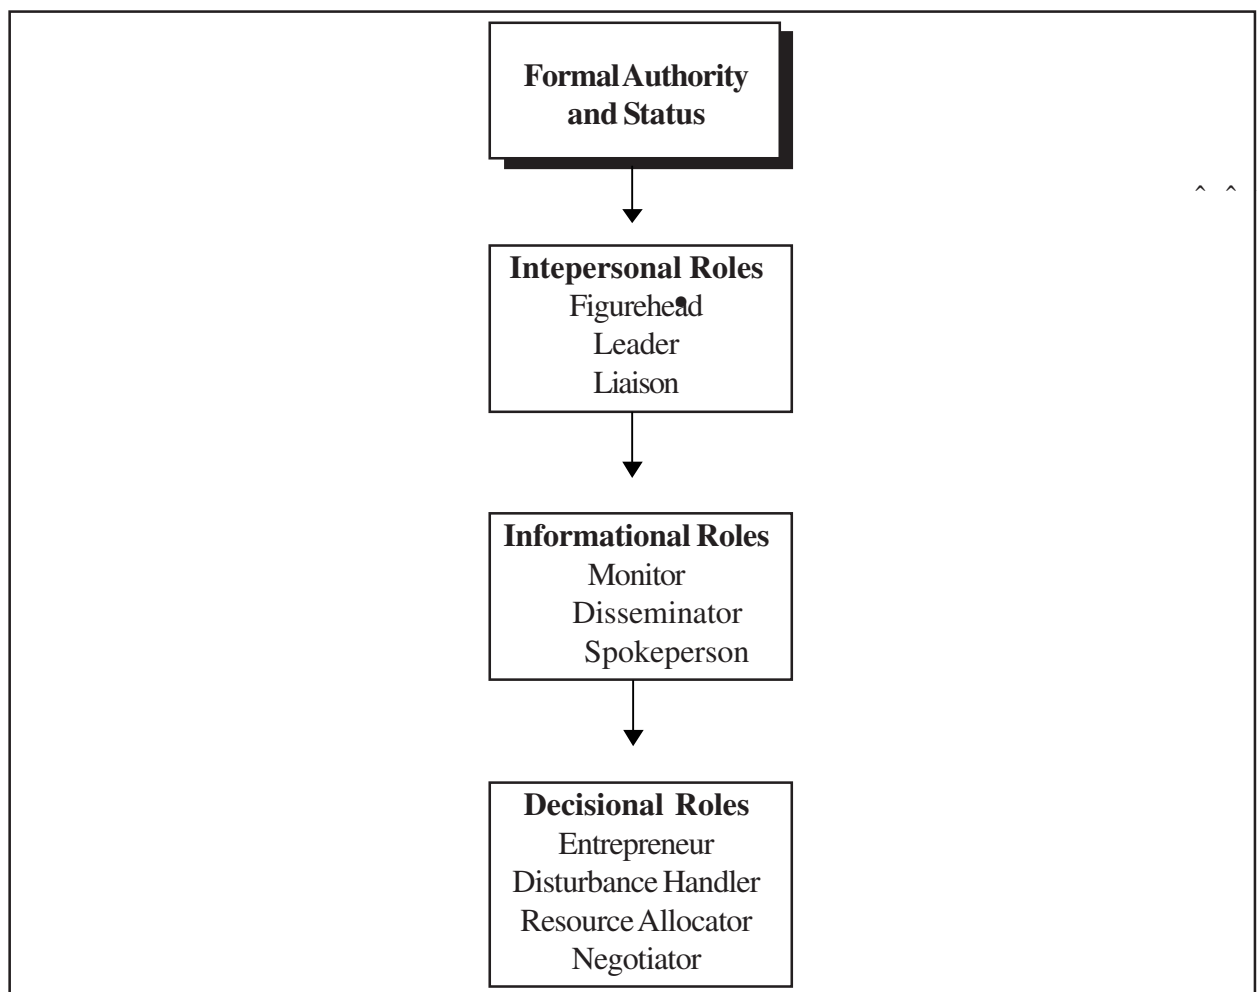 Formal Authority
and Status
^ ^
Intepersonal Roles
Figurehead
Leader
Liaison
Informational Roles
Monitor
Disseminator
Spokeperson
Decisional Roles
Entrepreneur
Disturbance Handler
Resource Allocator
Negotiator